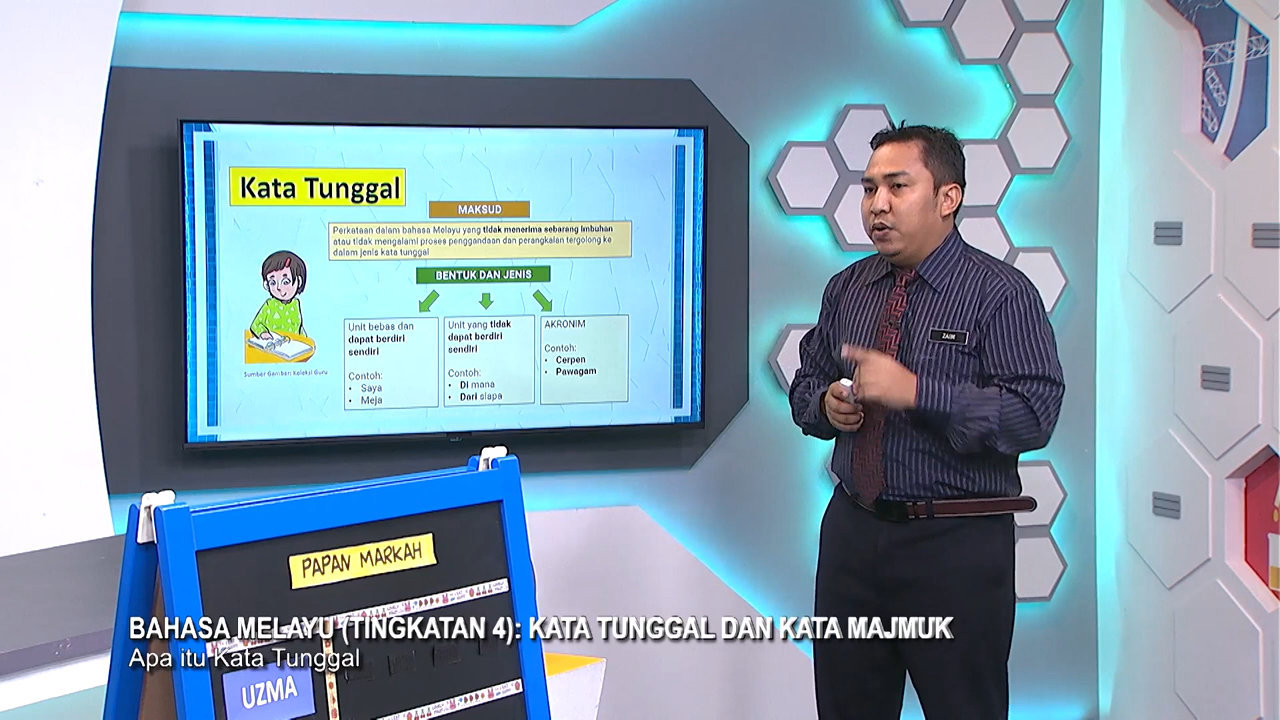 Kata Tunggal
MAKSUD
Perkataan dalam bahasa Melayu yang tidak menerima sebarang imbuhan
atau tidak mengalami proses penggandaan dan perangkaian tergolong ke
dalam jenis kata tunggal
BENTUK DAN JENIS
Unit bebas dan
dapat berdiri
sendiri
Contoh:
• Saya
• Meja
Unit yang tidak
dapat berdiri
sendiri
Contoh:
• Di mana
• Dari siapa
AKRONIM
Contoh:
• Cerpen
• Pawagam
Sumber Gambar: Koleksi Guru
ZAIM
PAPAN MARKAH
BAHASA MELAYU (TINGKATAN 4): KATA TUNGGAL DAN KATA MAJMUK
Apa itu Kata Tunggal
UZMA